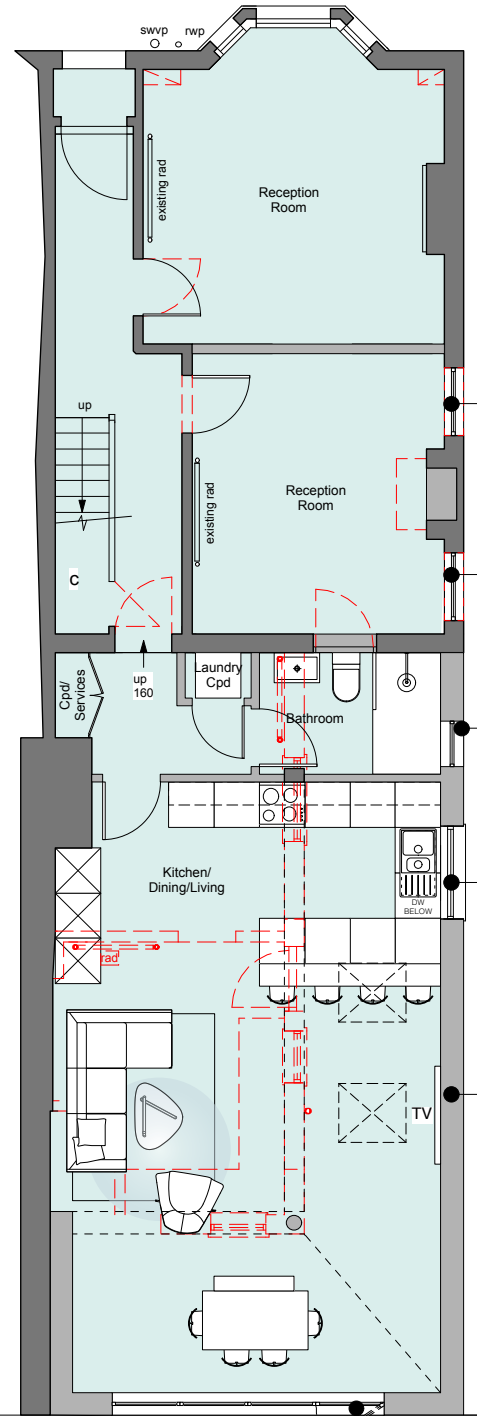 swvp
rwp
existing rad
Reception
Room
up
existing rad
Reception
Room
C
up
160
Cpd/
Services
Laundry
Cpd
Bathroom
Kitchen/
Dining/Living
DW
BELOW
rad
TV